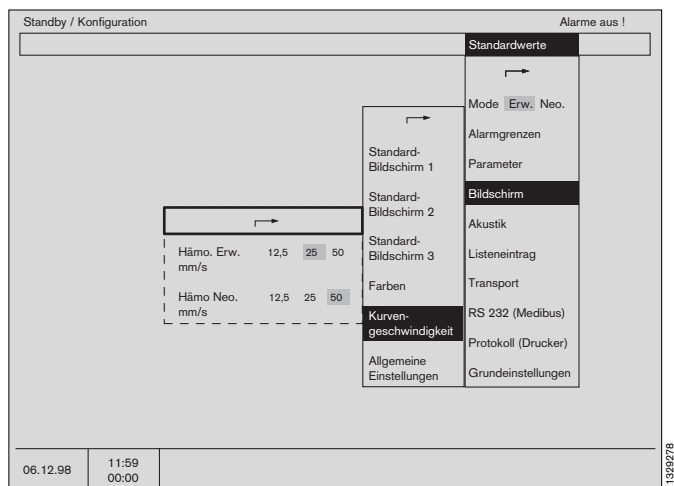 Standby / Konfiguration
Alarme aus !
Standardwerte
Mode Erw. Neo.
Alarmgrenzen
Parameter
Bildschirm
Akustik
Listeneintrag
Transport
RS 232 (Medibus)
Protokoll (Drucker)
Grundeinstellungen
Standard-
Bildschirm 1
Standard-
Bildschirm 2
Standard-
Bildschirm 3
Farben
Kurven-
geschwindigkeit
Allgemeine
Einstellungen
Hämo. Erw. 12,5 25 50
mm/s
Hämo Neo. 12,5 25 50
mm/s
06.12.98
11:59
00:00
1329278